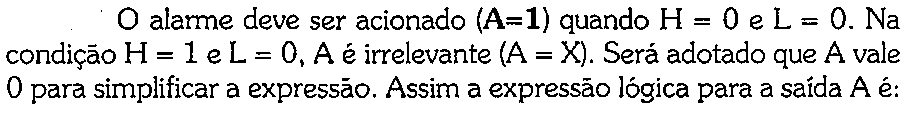 O alarme deve ser acionado (A=1) quando H = 0 e L = 0. Na
condição H = 1 e L = 0, A é irrelevante (A = X). Será adotado que A vale
0 para simplificar a expressão. Assim a expressão lógica para a saída A é: